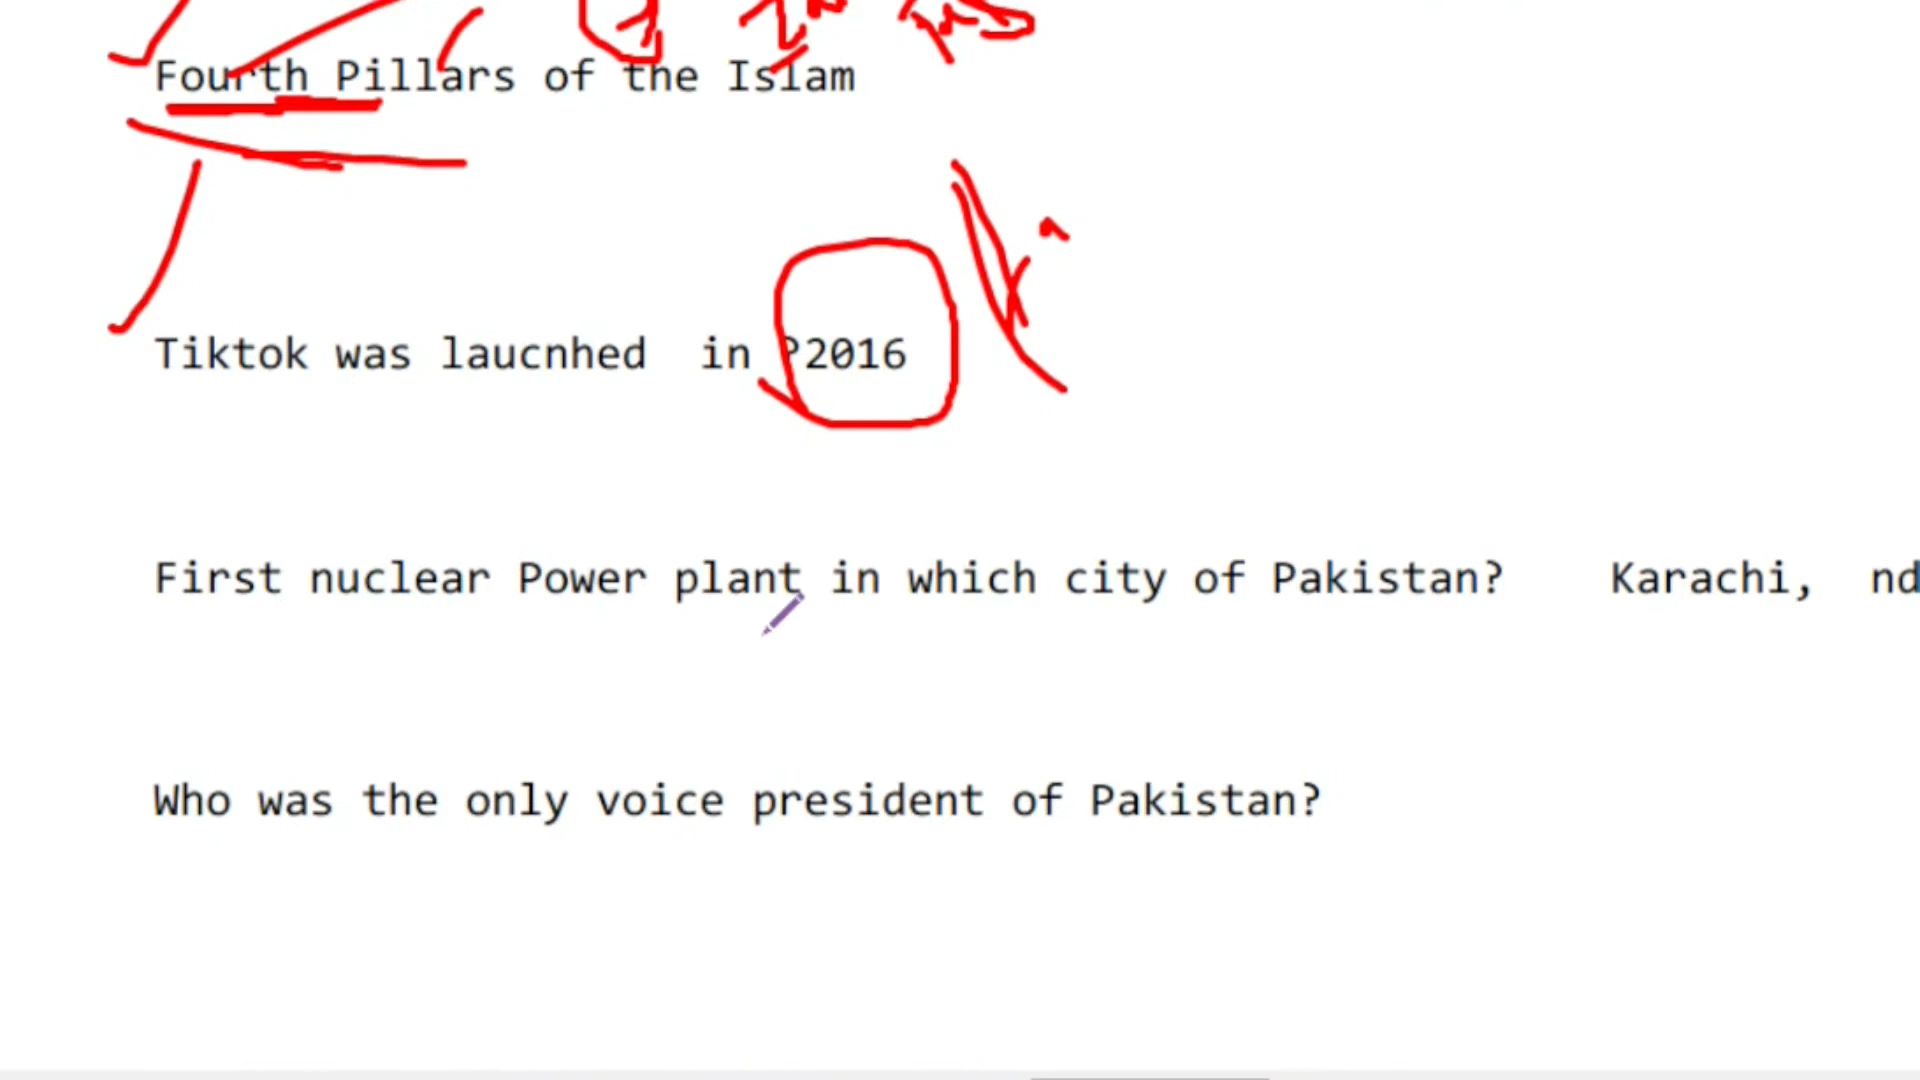 Fourth Pillars of the Islam
Tiktok was laucnhed in ?2016
First nuclear Power plant in which city of Pakistan? Karachi, nd
Who was the only voice president of Pakistan?